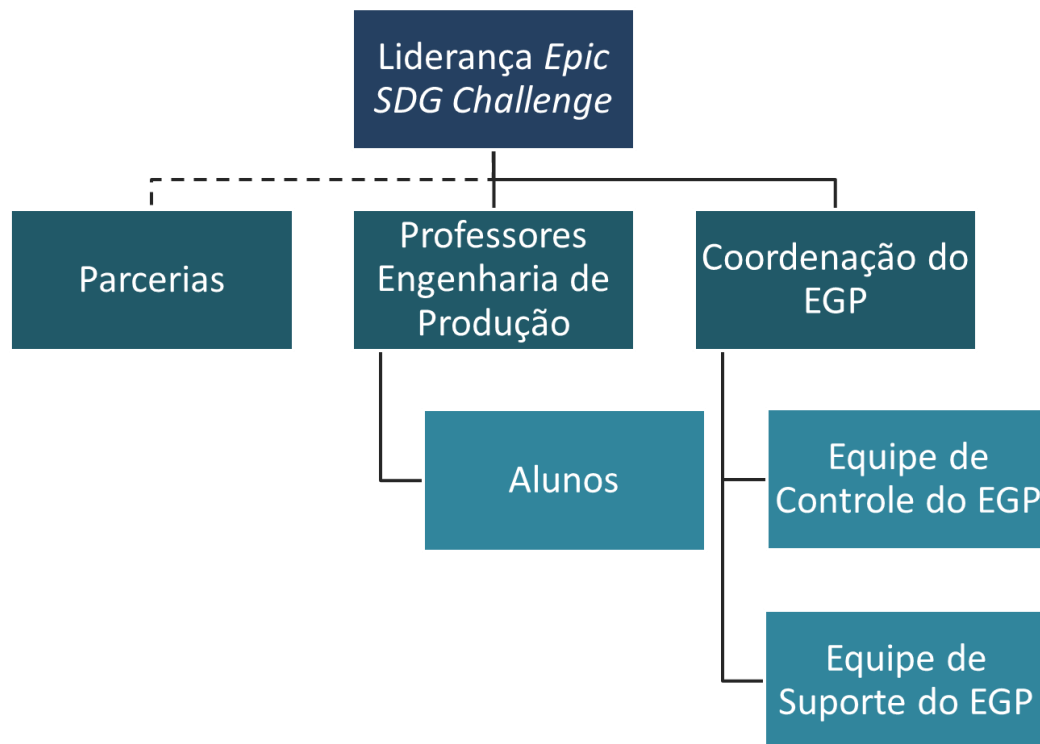 Liderança Epic
SDG Challenge
Parcerias
Professores
Engenharia de
Produção
Coordenação do
EGP
Alunos
Equipe de
Controle do EGP
Equipe de
Suporte do EGP